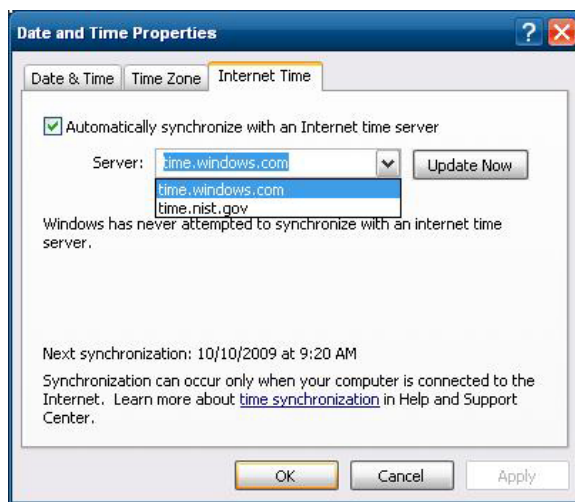 Date and Time Properties
Date & Time Time Zone Internet Time
Automatically synchronize with an Internet time server
Server: time.windows.com Update Now
time.windows.com
time.nist.gov
Windows has never attempted to synchronize with an internet time
server.
Next synchronization: 10/10/2009 at 9:20 AM
Synchronization can occur only when your computer is connected to the
Internet. Learn more about time synchronization in Help and Support
Center.
OK Cancel Apply